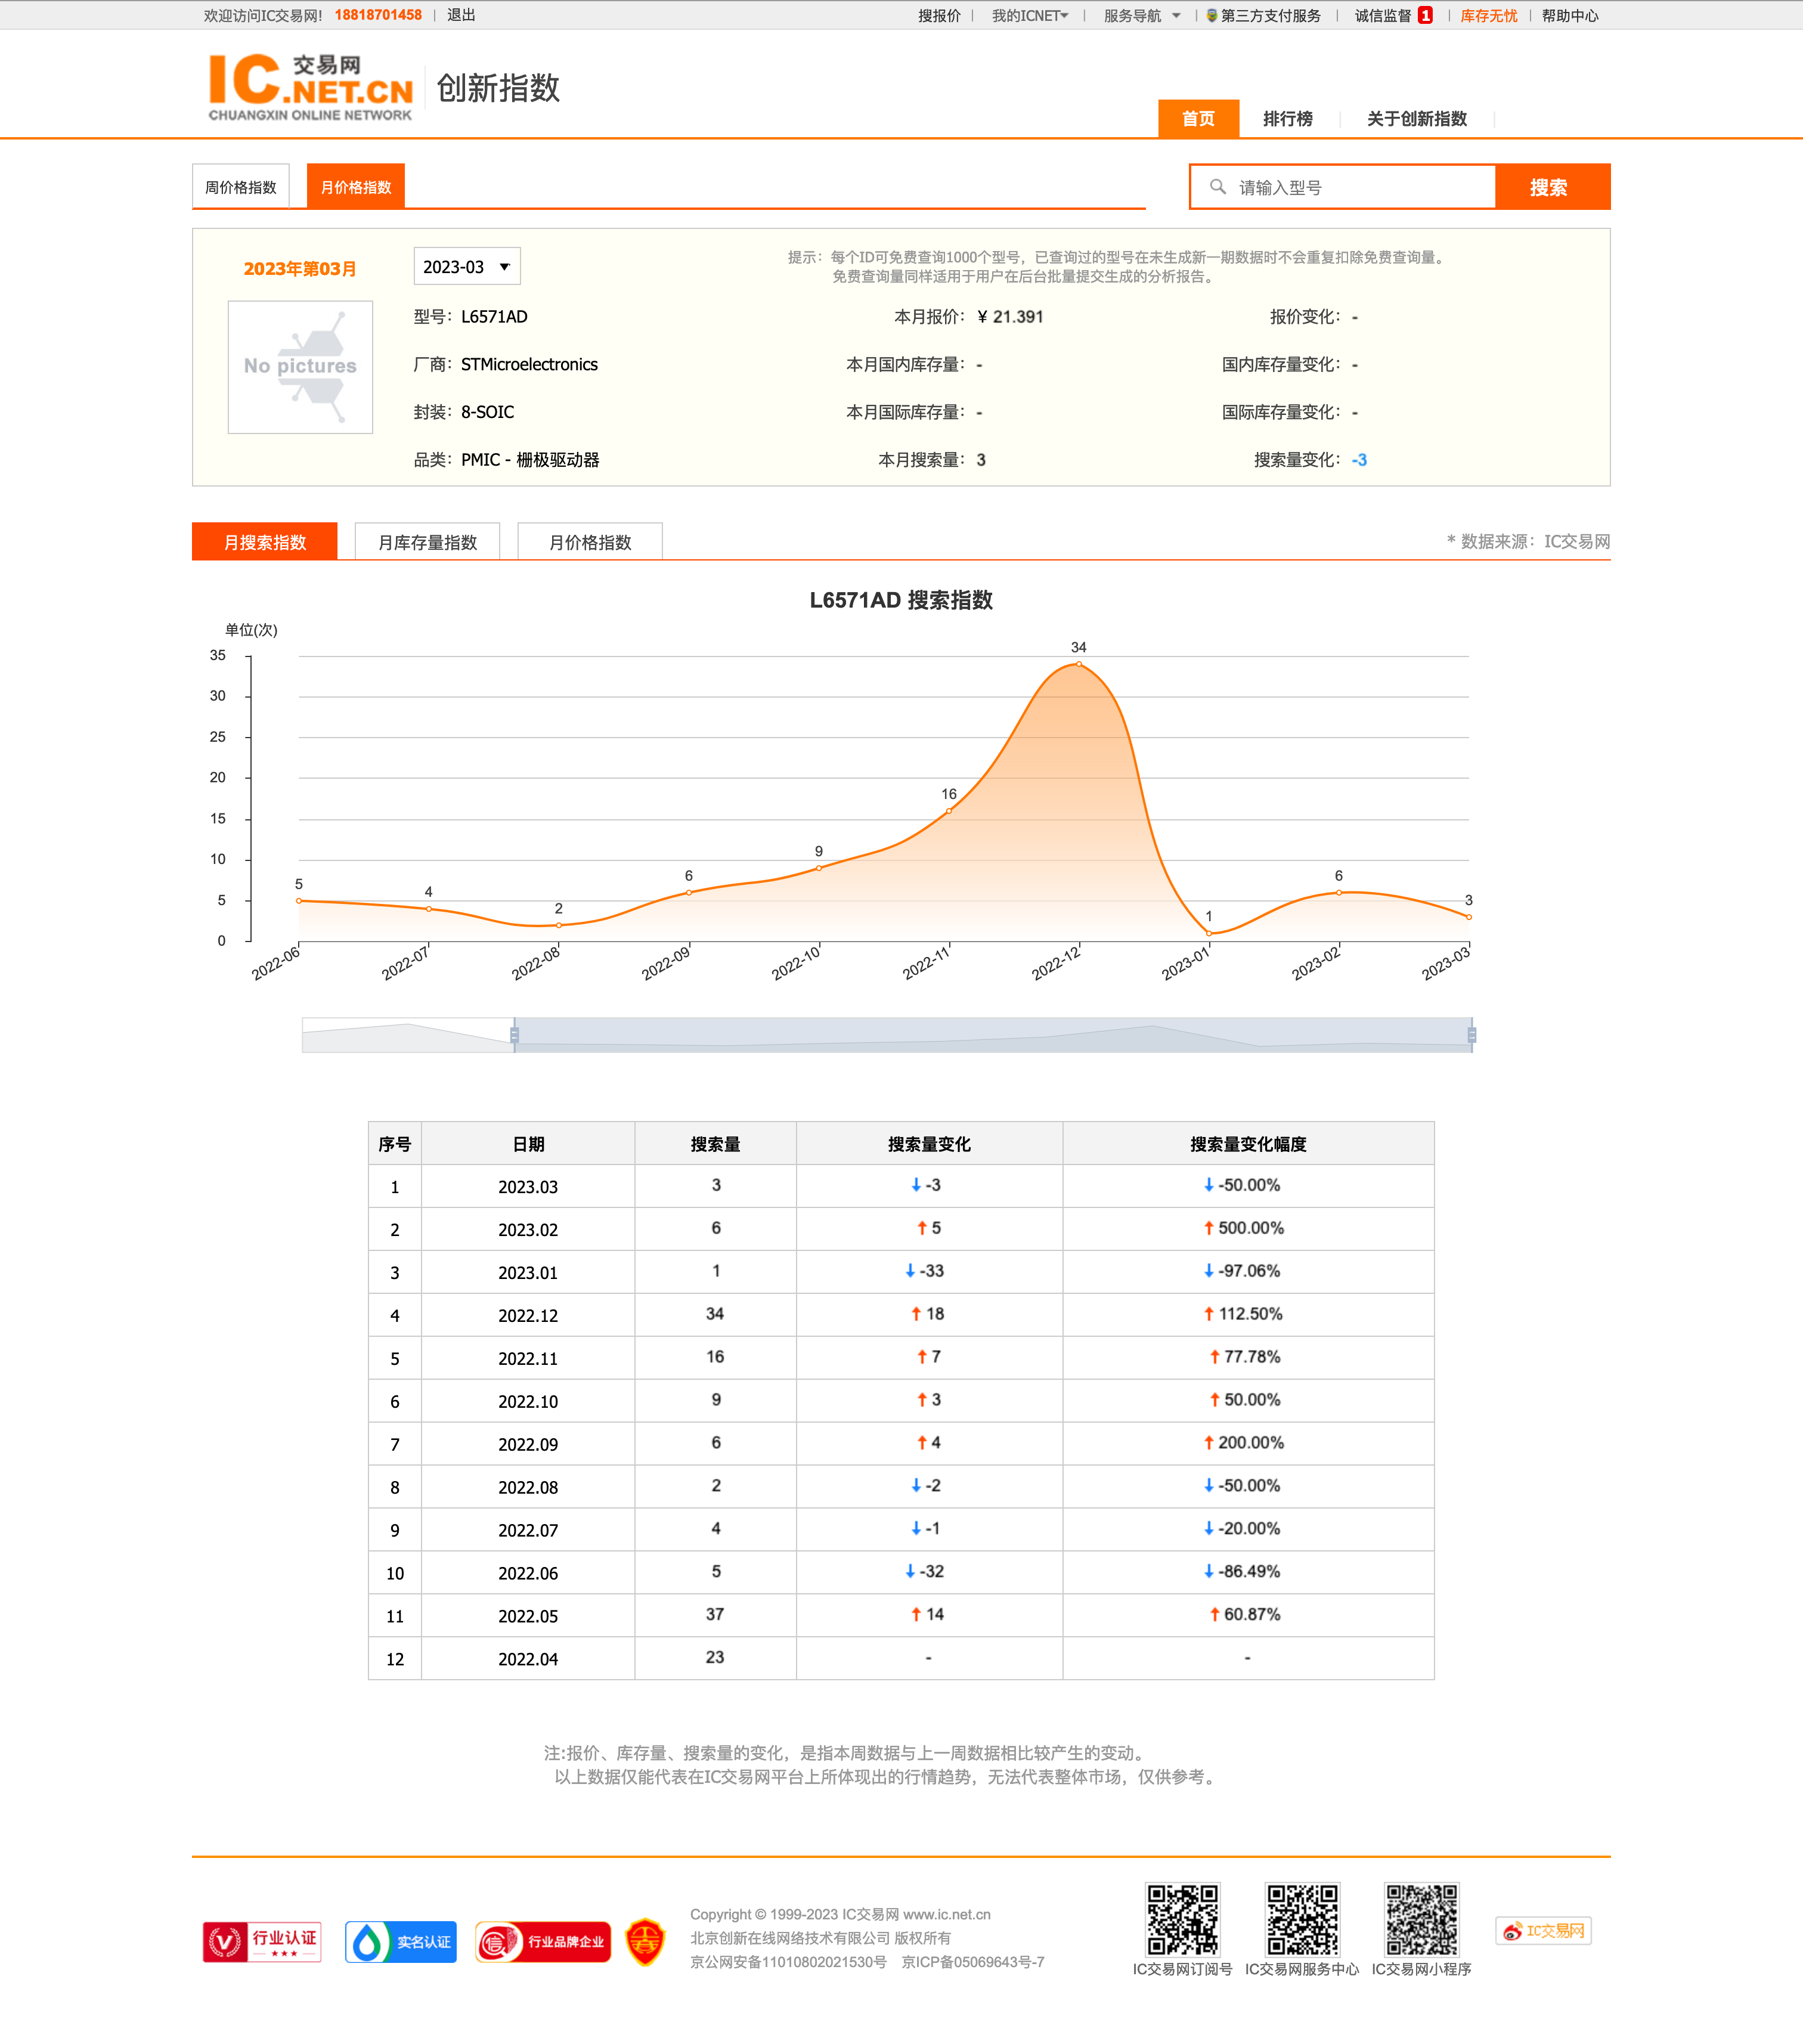 欢迎访问IC交易网! 18818701458 | 退出 搜报价 | 我的ICNET | 服务导航 | 第三方支付服务 | 诚信监督 1 | 库存无忧 | 帮助中心
IC 交易网 .NET.CN
CHUANGXIN ONLINE NETWORK
创新指数
首页 排行榜 关于创新指数
周价格指数 月价格指数 请输入型号 搜索
2023年第03月 2023-03
提示：每个ID可免费查询1000个型号，已查询过的型号在未生成新一期数据时不会重复扣除免费查询量。
免费查询量同样适用于用户在后台批量提交生成的分析报告。
No pictures
型号：L6571AD 本月报价：¥ 21.391 报价变化：-
厂商：STMicroelectronics 本月国内库存量：- 国内库存量变化：-
封装：8-SOIC 本月国际库存量：- 国际库存量变化：-
品类：PMIC - 栅极驱动器 本月搜索量：3 搜索量变化：-3
月搜索指数 月库存量指数 月价格指数 * 数据来源：IC交易网
L6571AD 搜索指数
单位(次)
35
30
25
20
15
10
5
0
5 4 2 6 9 16 34 1 6 3
2022-06 2022-07 2022-08 2022-09 2022-10 2022-11 2022-12 2023-01 2023-02 2023-03
序号 日期 搜索量 搜索量变化 搜索量变化幅度
1 2023.03 3 ↓ -3 ↓ -50.00%
2 2023.02 6 ↑ 5 ↑ 500.00%
3 2023.01 1 ↓ -33 ↓ -97.06%
4 2022.12 34 ↑ 18 ↑ 112.50%
5 2022.11 16 ↑ 7 ↑ 77.78%
6 2022.10 9 ↑ 3 ↑ 50.00%
7 2022.09 6 ↑ 4 ↑ 200.00%
8 2022.08 2 ↓ -2 ↓ -50.00%
9 2022.07 4 ↓ -1 ↓ -20.00%
10 2022.06 5 ↓ -32 ↓ -86.49%
11 2022.05 37 ↑ 14 ↑ 60.87%
12 2022.04 23 - -
注:报价、库存量、搜索量的变化，是指本周数据与上一周数据相比较产生的变动。
以上数据仅能代表在IC交易网平台上所体现出的行情趋势，无法代表整体市场，仅供参考。
行业认证
实名认证
信 行业品牌企业
Copyright © 1999-2023 IC交易网 www.ic.net.cn
北京创新在线网络技术有限公司 版权所有
京公网安备11010802021530号 京ICP备05069643号-7
IC交易网订阅号 IC交易网服务中心 IC交易网小程序
IC交易网